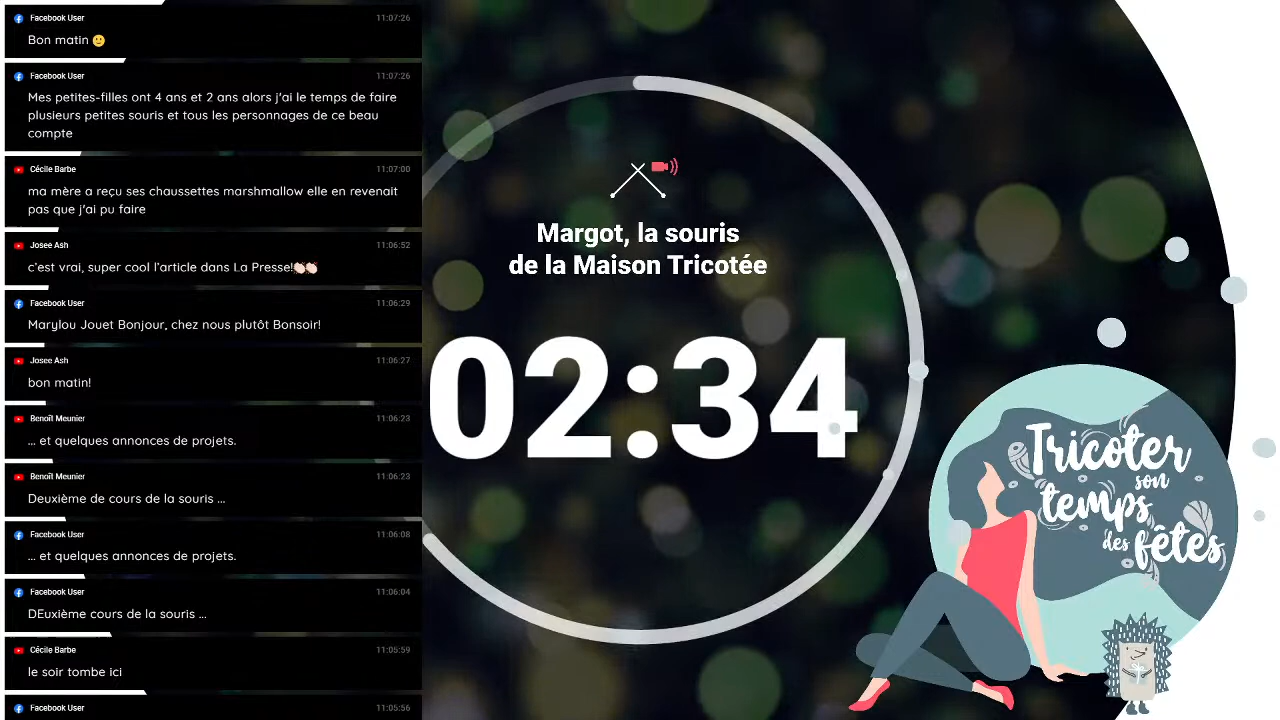 Facebook User 11:07:26
Bon matin 🙂
Facebook User 11:07:26
Mes petites-filles ont 4 ans et 2 ans alors j'ai le temps de faire
plusieurs petites souris et tous les personnages de ce beau
compte
Cécile Barbe 11:07:00
ma mère a reçu ses chaussettes marshmallow elle en revenait
pas que j'ai pu faire
Josee Ash 11:06:52
c'est vrai, super cool l'article dans La Presse!👏🏻👏🏻
Facebook User 11:06:29
Marylou Jouet Bonjour, chez nous plutôt Bonsoir!
Josee Ash 11:06:27
bon matin!
Benoît Meunier 11:06:23
... et quelques annonces de projets.
Benoît Meunier 11:06:23
Deuxième de cours de la souris ...
Facebook User 11:06:08
... et quelques annonces de projets.
Facebook User 11:06:04
DEuxième cours de la souris ...
Cécile Barbe 11:05:59
le soir tombe ici
Facebook User 11:05:56
Margot, la souris
de la Maison Tricotée
02:34
Tricoter
son
temps
des fêtes